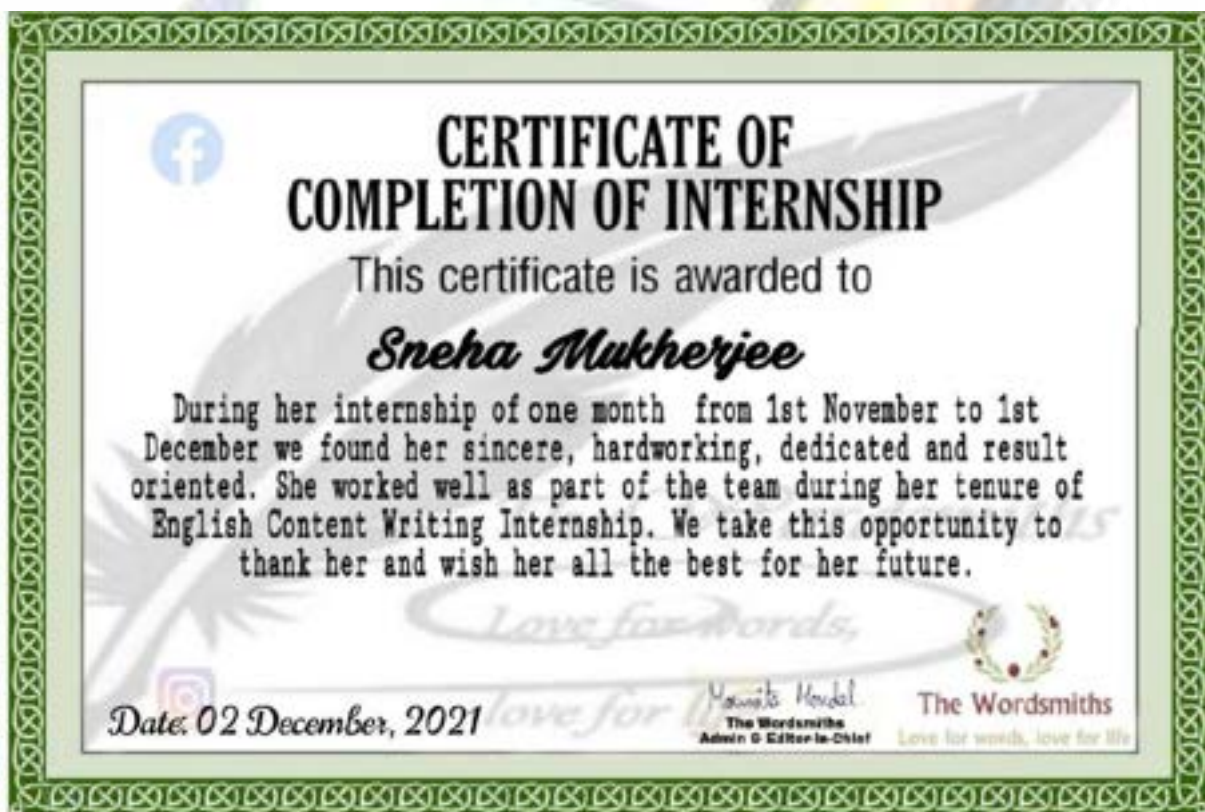 CERTIFICATE OF
COMPLETION OF INTERNSHIP
This certificate is awarded to
Sneha Mukherjee
During her internship of one month from 1st November to 1st
December we found her sincere, hardworking, dedicated and result
oriented. She worked well as part of the team during her tenure of
English Content Writing Internship. We take this opportunity to
thank her and wish her all the best for her future.
Love for words,
love for
Date: 02 December, 2021
The Wordsmiths
Admin & Editor-in-Chief
The Wordsmiths
Love for words, love for life